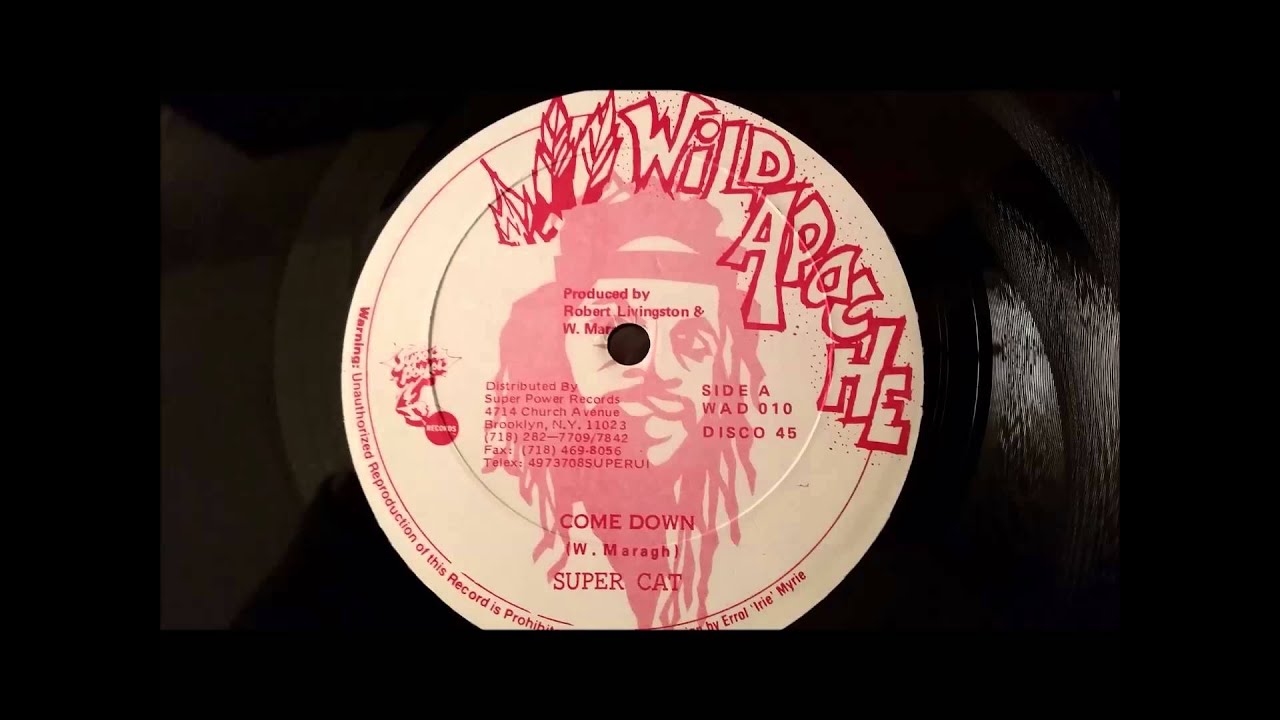 WILD
APACHE
Produced by
Robert Livingston &
W. Mar
Distributed By
Super Power Records
4714 Church Avenue
Brooklyn, N.Y. 11023
(718) 282—7709/7842
Fax: (718) 469-8056
Telex: 4973708SUPERUI
SIDE A
WAD 010
DISCO 45
RECORDS
COME DOWN
(W. Maragh)
SUPER CAT
Warning: Unauthorized Reproduction of this Record is Prohibit
by Errol 'Irie' Myrie